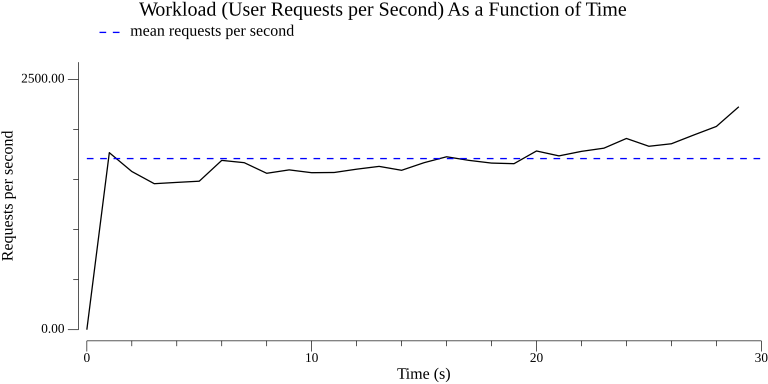 Workload (User Requests per Second) As a Function of Time
mean requests per second
2500.00
Requests per second
0.00
0 10 20 30
Time (s)